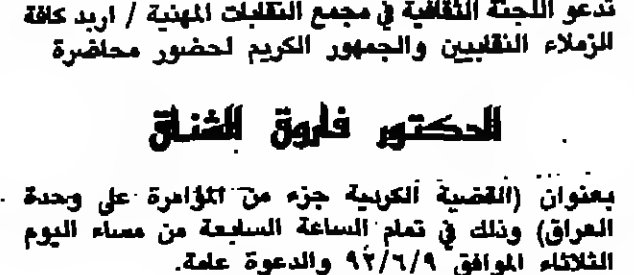 تدعو اللجنة الثقافية في مجمع النقابات المهنية / اربد كافة
الزملاء النقابيين والجمهور الكريم لحضور محاضرة
الدكتور فاروق الشناق
بعنوان (القضية الكردية جزء من المؤامرة على وحدة
العراق) وذلك في تمام الساعة السابعة من مساء اليوم
الثلاثاء الموافق ٩٢/٦/٩ والدعوة عامة.